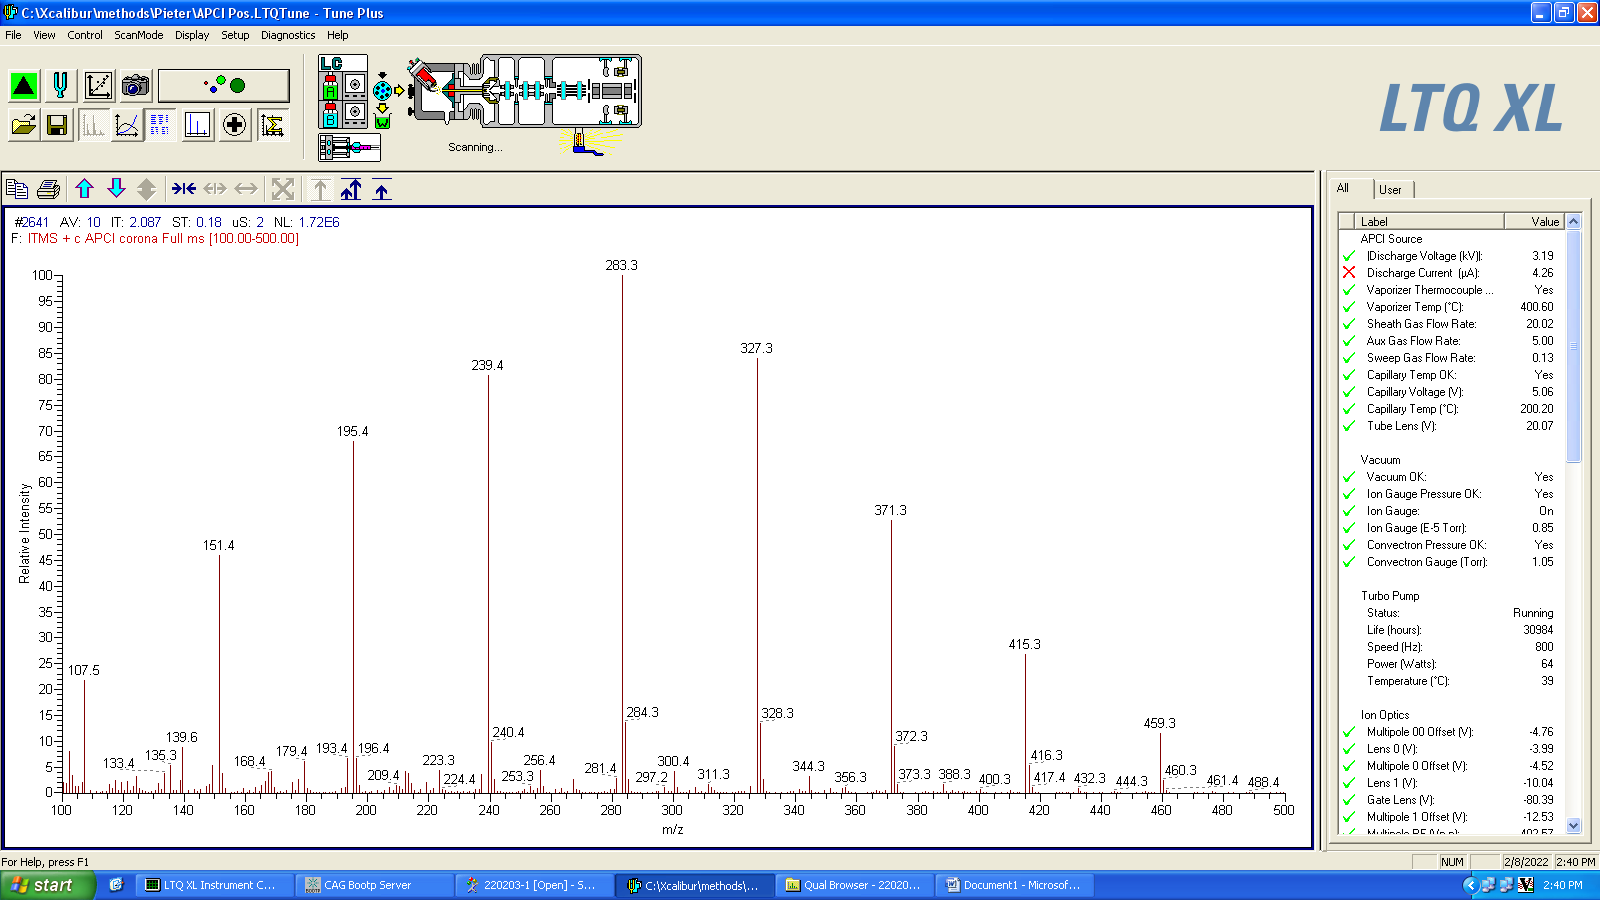 C:\Xcalibur\methods\Pieter\APCI Pos.LTQTune - Tune Plus
File View Control ScanMode Display Setup Diagnostics Help
LC
A
B
W
Scanning...
LTQ XL
#2641 AV: 10 IT: 2.087 ST: 0.18 uS: 2 NL: 1.72E6
F: ITMS + c APCI corona Full ms [100.00-500.00]
283.3
327.3
239.4
195.4
371.3
151.4
415.3
107.5
459.3
284.3
328.3
240.4
139.6
372.3
179.4
193.4
196.4
416.3
133.4
135.3
168.4
223.3
256.4
281.4
300.4
344.3
460.3
209.4
224.4
253.3
297.2
311.3
356.3
373.3
388.3
400.3
417.4
432.3
444.3
461.4
488.4
100
95
90
85
80
75
70
65
60
55
50
45
40
35
30
25
20
15
10
5
0
Relative Intensity
100 120 140 160 180 200 220 240 260 280 300 320 340 360 380 400 420 440 460 480 500
m/z
All User
Label Value
APCI Source
|Discharge Voltage (kV)|: 3.19
Discharge Current (µA): 4.26
Vaporizer Thermocouple ... Yes
Vaporizer Temp (°C): 400.60
Sheath Gas Flow Rate: 20.02
Aux Gas Flow Rate: 5.00
Sweep Gas Flow Rate: 0.13
Capillary Temp OK: Yes
Capillary Voltage (V): 5.06
Capillary Temp (°C): 200.20
Tube Lens (V): 20.07
Vacuum
Vacuum OK: Yes
Ion Gauge Pressure OK: Yes
Ion Gauge: On
Ion Gauge (E-5 Torr): 0.85
Convectron Pressure OK: Yes
Convectron Gauge (Torr): 1.05
Turbo Pump
Status: Running
Life (hours): 30984
Speed (Hz): 800
Power (Watts): 64
Temperature (°C): 39
Ion Optics
Multipole 00 Offset (V): -4.76
Lens 0 (V): -3.99
Multipole 0 Offset (V): -4.52
Lens 1 (V): -10.04
Gate Lens (V): -80.39
Multipole 1 Offset (V): -12.53
Multipole RF (Vp-p): 402.57
For Help, press F1
NUM 2/8/2022 2:40 PM
start LTQ XL Instrument C... CAG Bootp Server 220203-1 [Open] - S... C:\Xcalibur\methods\... Qual Browser - 22020... Document1 - Microsof... 2:40 PM